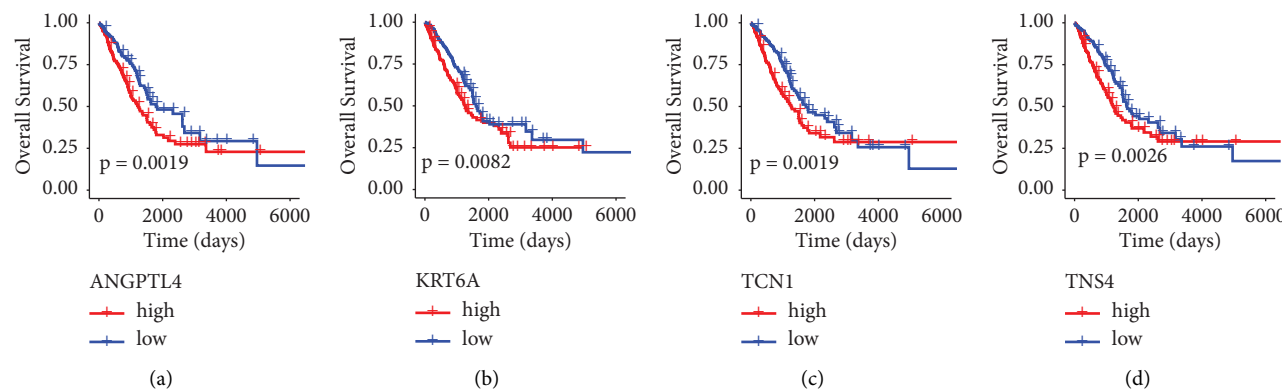 Overall Survival
1.00
0.75
0.50
0.25
0.00
p = 0.0019
0 2000 4000 6000
Time (days)
ANGPTL4
high
low
(a)
Overall Survival
1.00
0.75
0.50
0.25
0.00
p = 0.0082
0 2000 4000 6000
Time (days)
KRT6A
high
low
(b)
Overall Survival
1.00
0.75
0.50
0.25
0.00
p = 0.0019
0 2000 4000 6000
Time (days)
TCN1
high
low
(c)
Overall Survival
1.00
0.75
0.50
0.25
0.00
p = 0.0026
0 2000 4000 6000
Time (days)
TNS4
high
low
(d)